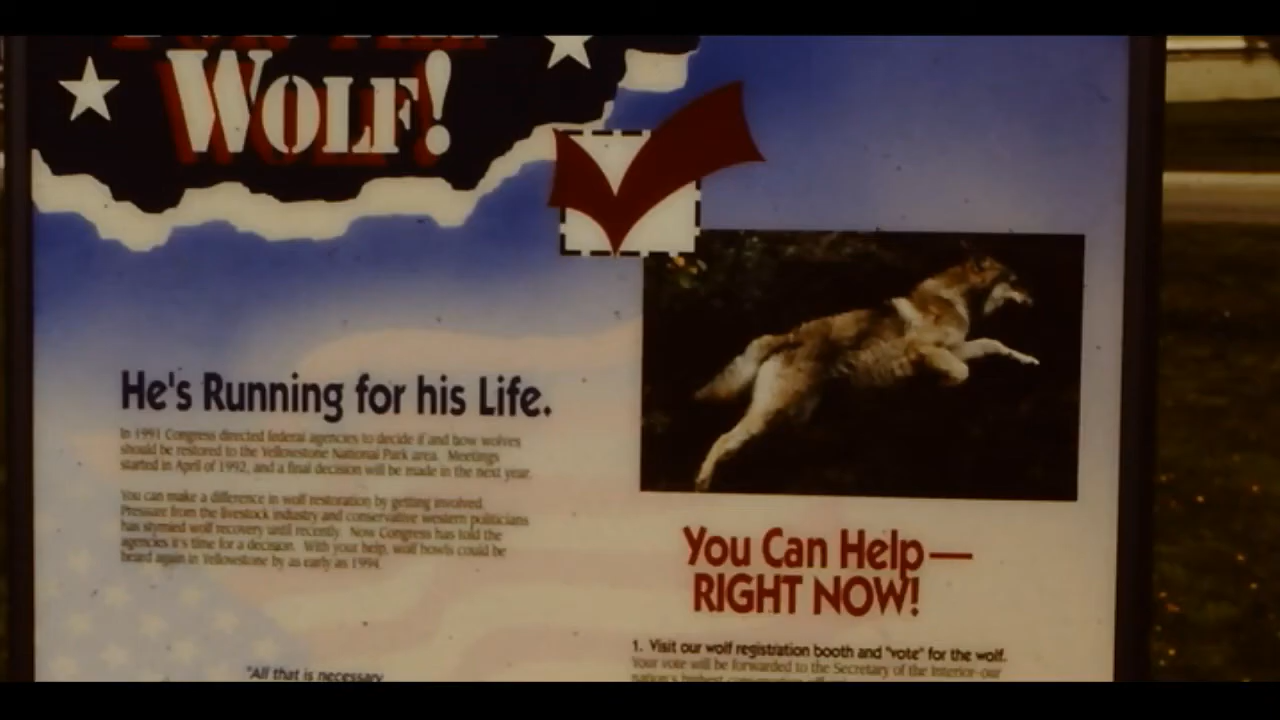 WOLF!
He's Running for his Life.
In 1991 Congress directed federal agencies to decide if and how wolves
should be restored to the Yellowstone National Park area. Meetings
started in April of 1992, and a final decision will be made in the next year.
You can make a difference in wolf restoration by getting involved.
Pressure from the livestock industry and conservative western politicians
has stymied wolf recovery until recently. Now Congress has told the
agencies it's time for a decision. With your help, wolf howls could be
heard again in Yellowstone by as early as 1994.
"All that is necessary
You Can Help—
RIGHT NOW!
1. Visit our wolf registration booth and "vote" for the wolf.
Your vote will be forwarded to the Secretary of the Interior-our